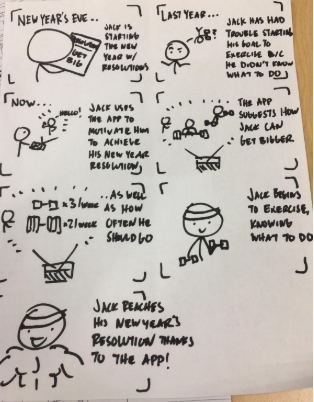 NEW YEAR'S EVE..
JACK IS
STARTING
THE NEW
YEAR W/
RESOLUTIONS
GET
BIG
LAST YEAR...
JACK HAS HAD
TROUBLE STARTING
HIS GOAL TO
EXERCISE B/C
HE DIDN'T KNOW
WHAT TO DO
NOW...
HELLO!
JACK USES
THE APP TO
MOTIVATE HIM
TO ACHIEVE
HIS NEW YEAR
RESOLUTION
THE APP
SUGGESTS HOW
JACK CAN
GET BIGGER
x3/WEEK
x2/WEEK
...AS WELL
AS HOW
OFTEN HE
SHOULD GO
JACK BEGINS
TO EXERCISE,
KNOWING
WHAT TO DO
JACK REACHES
HIS NEW YEAR'S
RESOLUTION THANKS
TO THE APP!